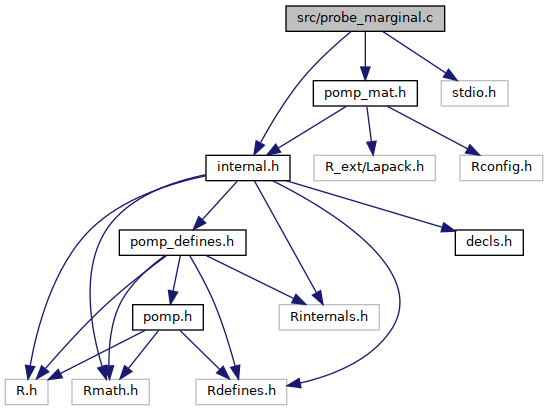 src/probe_marginal.c
pomp_mat.h
stdio.h
internal.h
R_ext/Lapack.h
Rconfig.h
pomp_defines.h
decls.h
pomp.h
Rinternals.h
R.h
Rmath.h
Rdefines.h